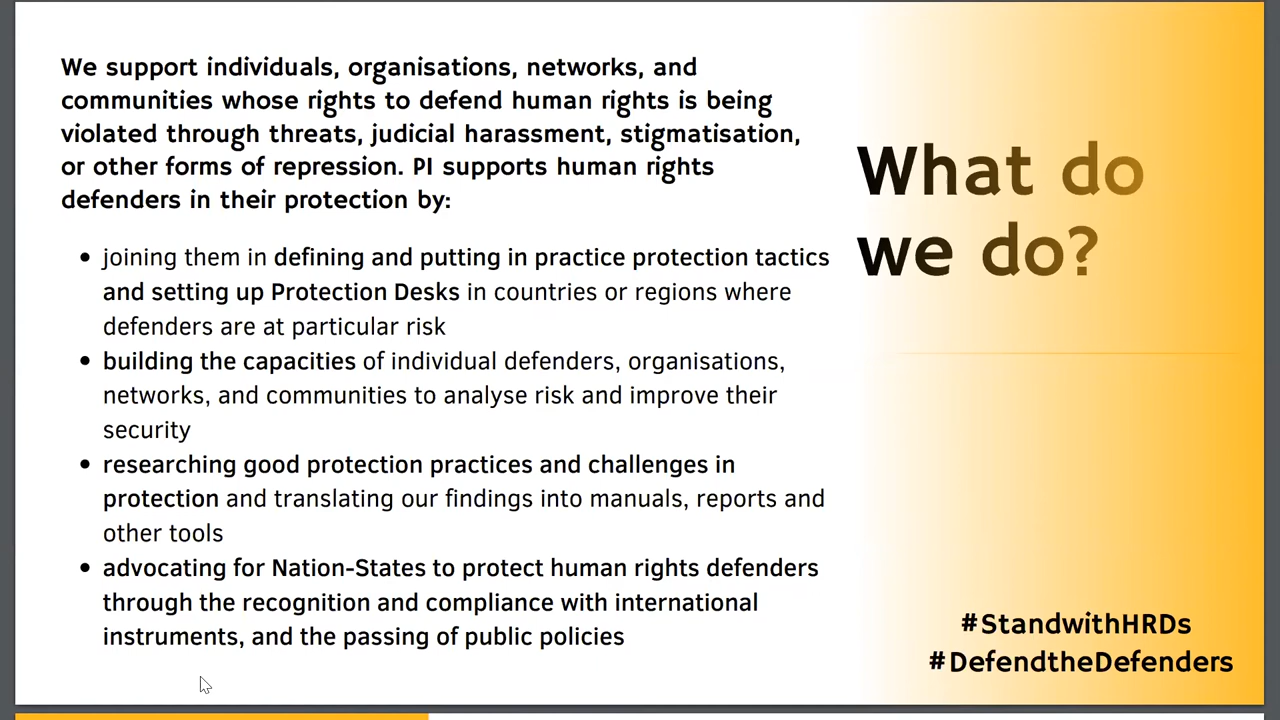 We support individuals, organisations, networks, and
communities whose rights to defend human rights is being
violated through threats, judicial harassment, stigmatisation,
or other forms of repression. PI supports human rights
defenders in their protection by:
• joining them in defining and putting in practice protection tactics
and setting up Protection Desks in countries or regions where
defenders are at particular risk
• building the capacities of individual defenders, organisations,
networks, and communities to analyse risk and improve their
security
• researching good protection practices and challenges in
protection and translating our findings into manuals, reports and
other tools
• advocating for Nation-States to protect human rights defenders
through the recognition and compliance with international
instruments, and the passing of public policies
What do
we do?
#StandwithHRDs
#DefendtheDefenders